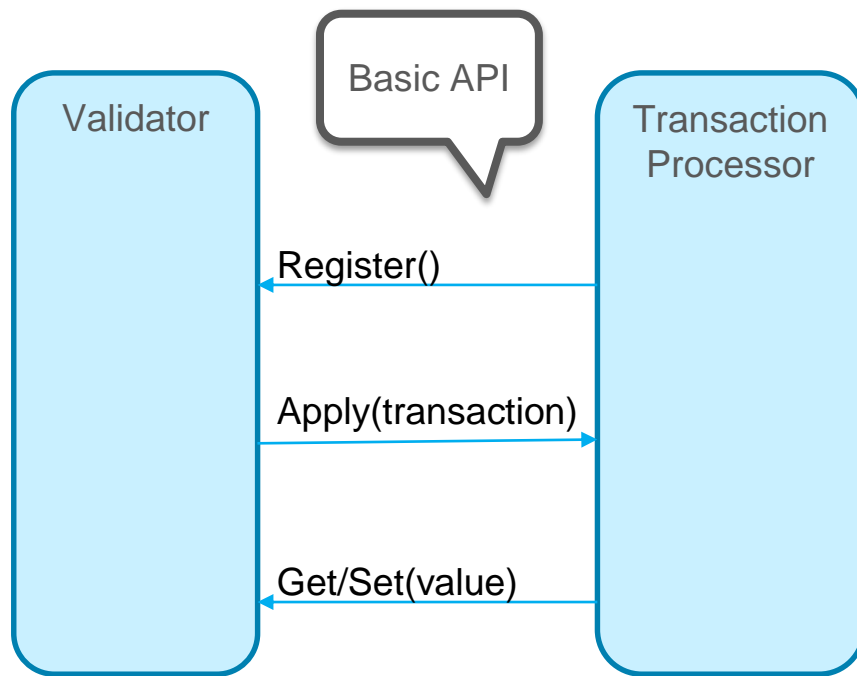 Basic API
Validator
Transaction
Processor
Register()
Apply(transaction)
Get/Set(value)